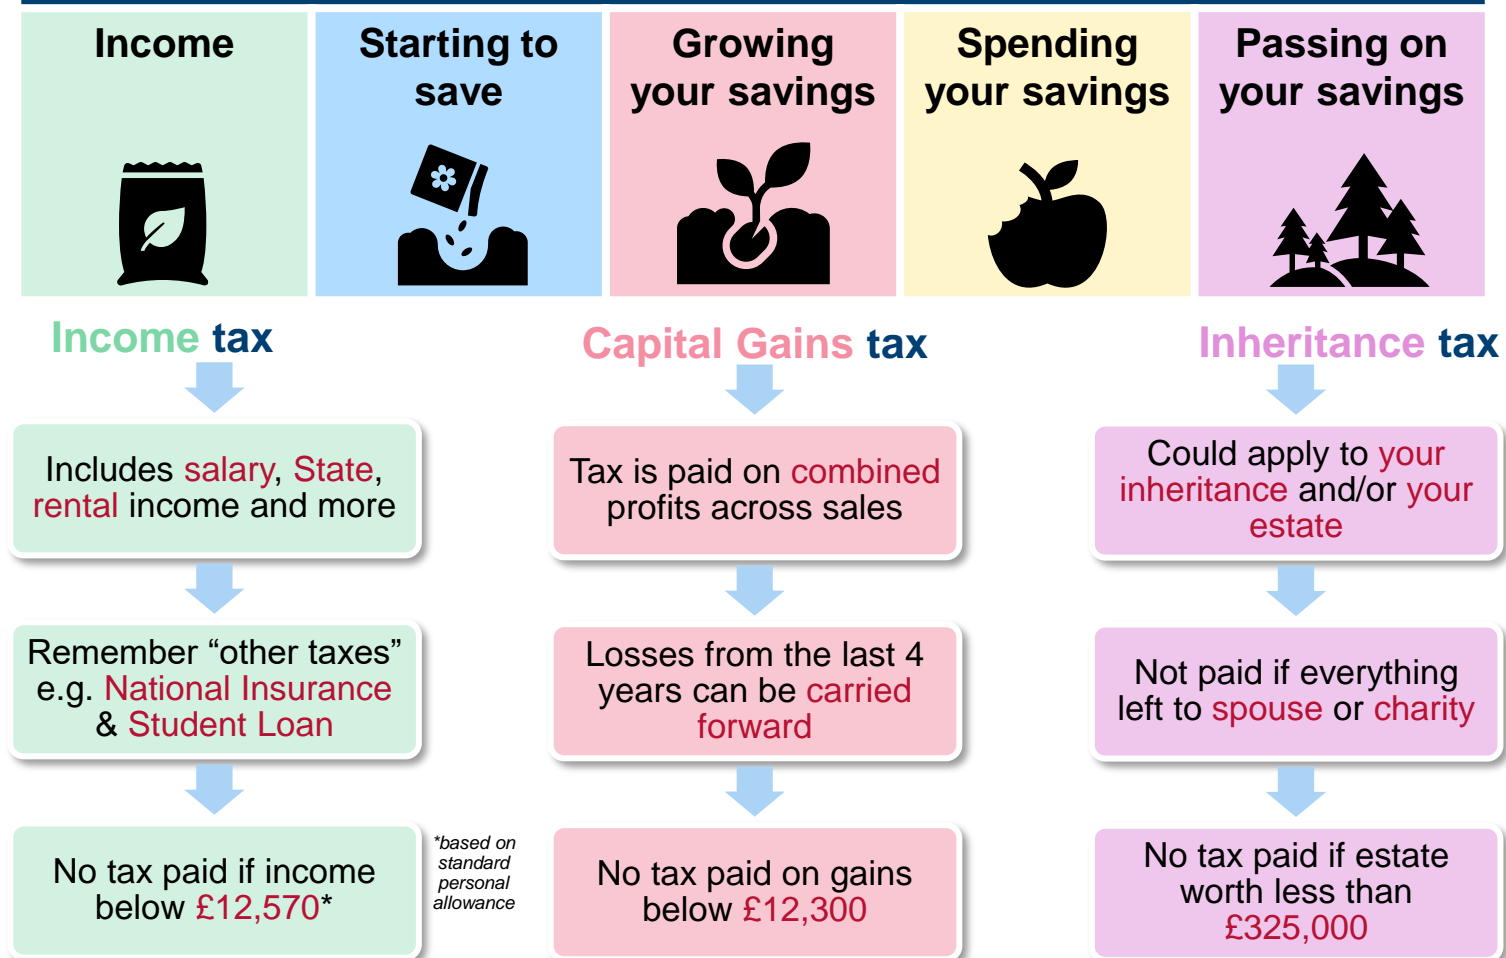 Income
Starting to
save
Growing
your savings
Spending
your savings
Passing on
your savings
Income tax
Includes salary, State,
rental income and more
Remember “other taxes”
e.g. National Insurance
& Student Loan
No tax paid if income
below £12,570*
*based on
standard
personal
allowance
Capital Gains tax
Tax is paid on combined
profits across sales
Losses from the last 4
years can be carried
forward
No tax paid on gains
below £12,300
Inheritance tax
Could apply to your
inheritance and/or your
estate
Not paid if everything
left to spouse or charity
No tax paid if estate
worth less than
£325,000